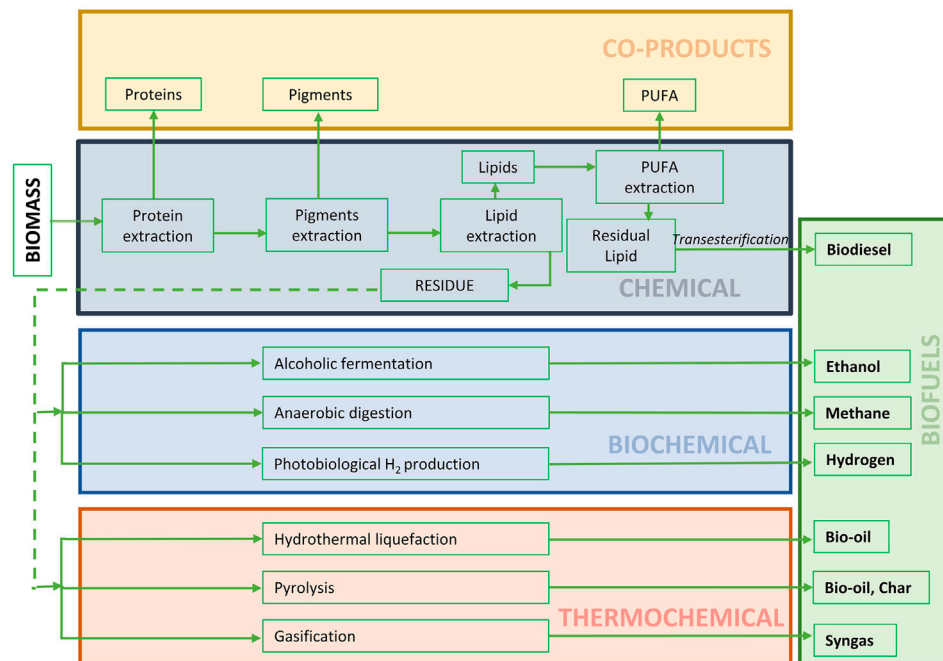 CO-PRODUCTS
Proteins
Pigments
PUFA
BIOMASS
Protein
extraction
Pigments
extraction
Lipids
Lipid
extraction
PUFA
extraction
Residual
Lipid
Transesterification
Biodiesel
RESIDUE
CHEMICAL
BIOFUELS
Alcoholic fermentation
Ethanol
Anaerobic digestion
Methane
BIOCHEMICAL
Photobiological H₂ production
Hydrogen
Hydrothermal liquefaction
Bio-oil
Pyrolysis
Bio-oil, Char
THERMOCHEMICAL
Gasification
Syngas